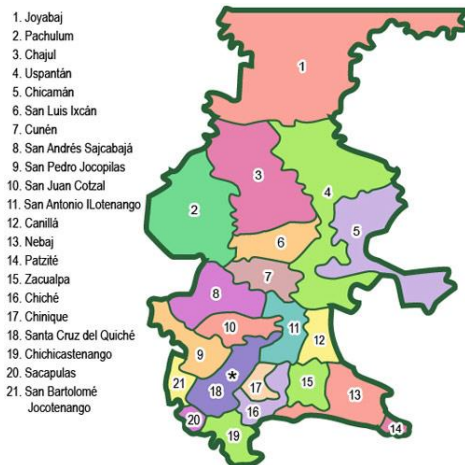 1. Joyabaj
2. Pachulum
3. Chajul
4. Uspantán
5. Chicamán
6. San Luis Ixcán
7. Cunén
8. San Andrés Sajcabajá
9. San Pedro Jocopilas
10. San Juan Cotzal
11. San Antonio ILotenango
12. Canillá
13. Nebaj
14. Patzité
15. Zacualpa
16. Chiché
17. Chinique
18. Santa Cruz del Quiché
19. Chichicastenango
20. Sacapulas
21. San Bartolomé
Jocotenango
1
2
3
4
5
6
7
8
9
10
11
12
13
14
15
16
17
18 *
19
20
21